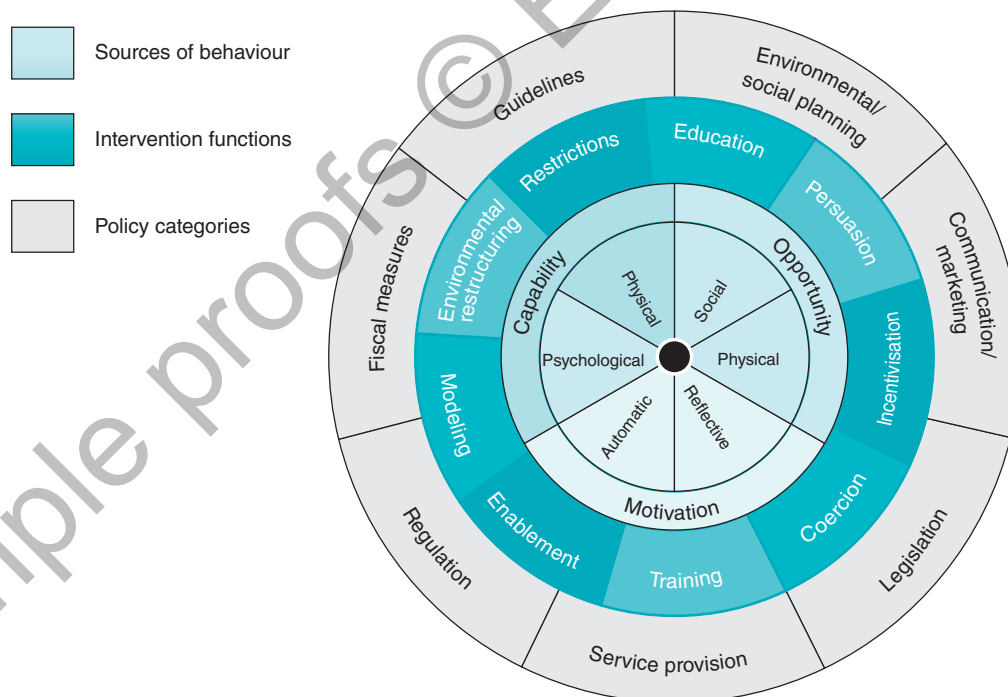 Sources of behaviour
Intervention functions
Policy categories
Guidelines
Environmental/
social planning
Communication/
marketing
Legislation
Service provision
Regulation
Fiscal measures
Restrictions
Education
Persuasion
Incentivisation
Coercion
Training
Enablement
Modeling
Environmental
restructuring
Capability
Opportunity
Motivation
Physical
Social
Physical
Reflective
Automatic
Psychological
ple proofs © E